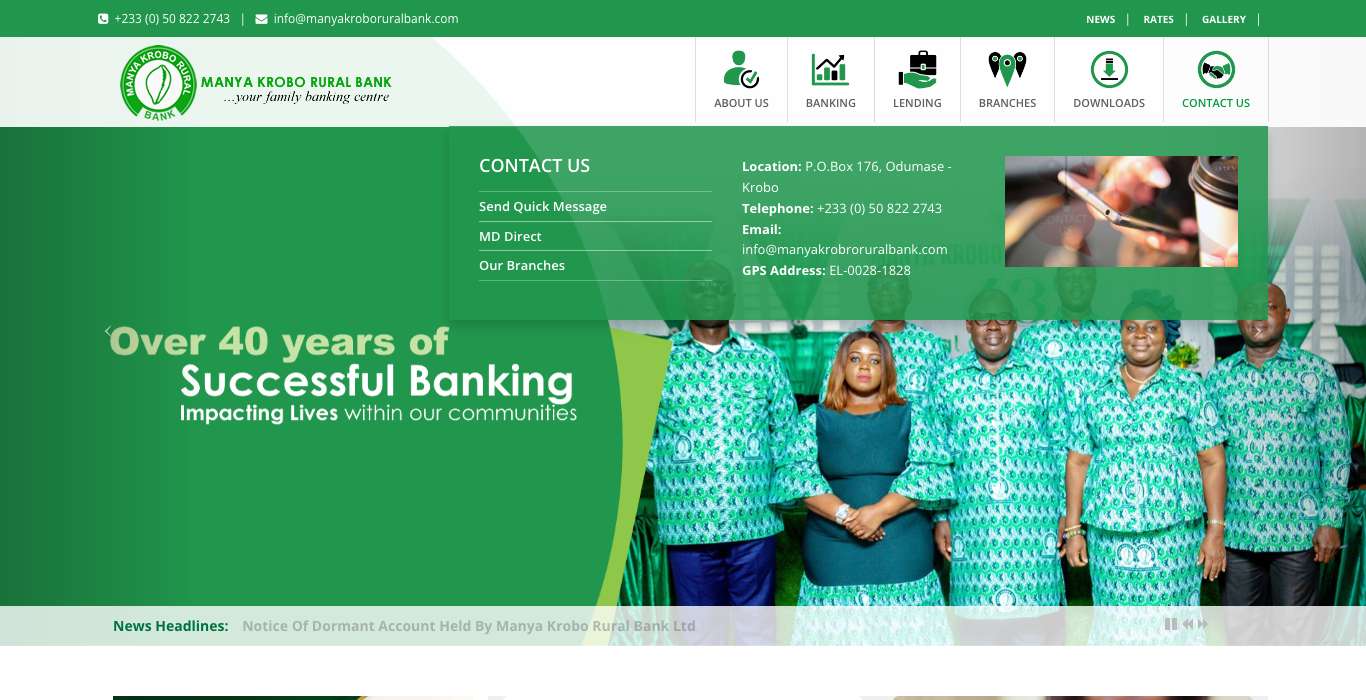 +233 (0) 50 822 2743 | info@manyakroboruralbank.com
NEWS | RATES | GALLERY |
MANYA KROBO RURAL
BANK
MANYA KROBO RURAL BANK
...your family banking centre
ABOUT US
BANKING
LENDING
BRANCHES
DOWNLOADS
CONTACT US
CONTACT US
Send Quick Message
MD Direct
Our Branches
Location: P.O.Box 176, Odumase -
Krobo
Telephone: +233 (0) 50 822 2743
Email:
info@manyakrobroruralbank.com
GPS Address: EL-0028-1828
Over 40 years of
Successful Banking
Impacting Lives within our communities
News Headlines: Notice Of Dormant Account Held By Manya Krobo Rural Bank Ltd